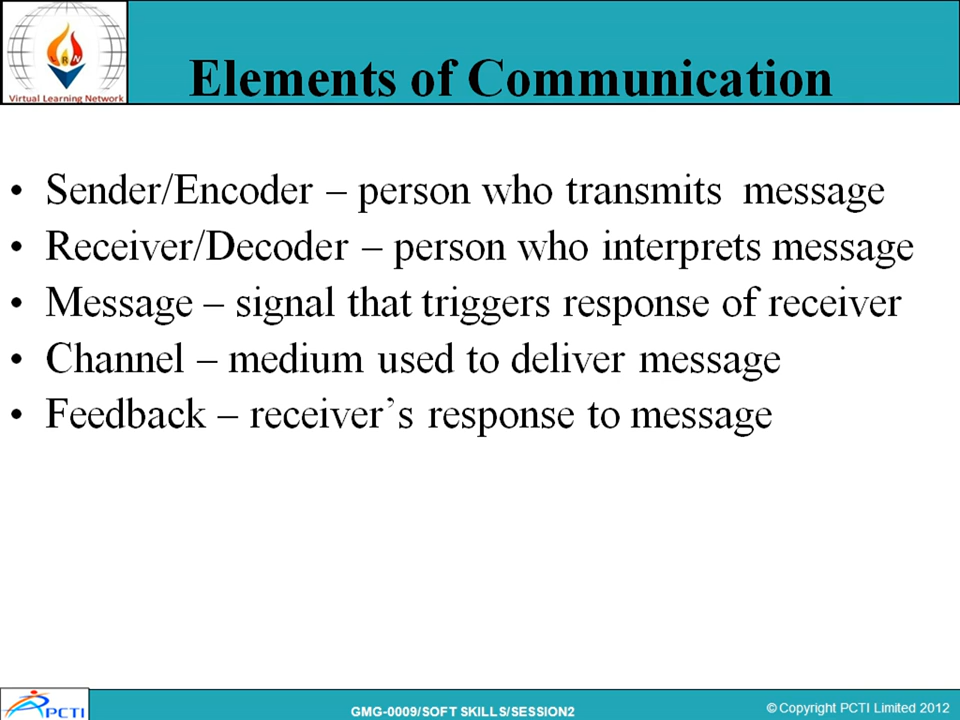 RN
Virtual Learning Network
Elements of Communication
• Sender/Encoder – person who transmits message
• Receiver/Decoder – person who interprets message
• Message – signal that triggers response of receiver
• Channel – medium used to deliver message
• Feedback – receiver’s response to message
PCTI
GMG-0009/SOFT SKILLS/SESSION2
© Copyright PCTI Limited 2012